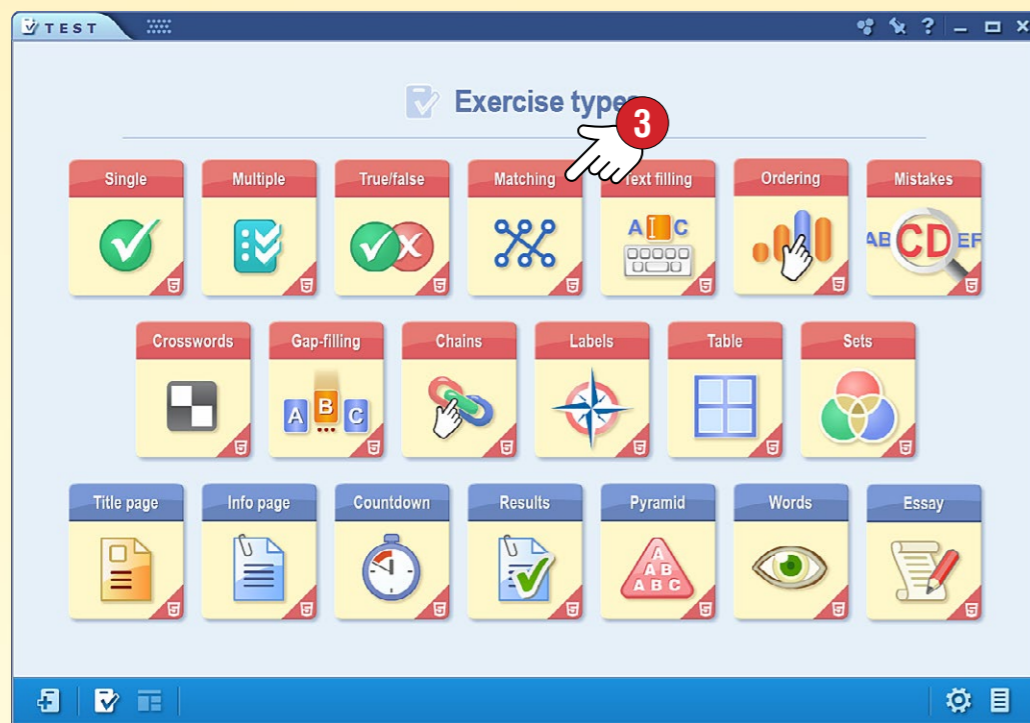 TEST
Exercise types
3
Single Multiple True/false Matching Text filling Ordering Mistakes
A C
AB CD EF
Crosswords Gap-filling Chains Labels Table Sets
A B C
Title page Info page Countdown Results Pyramid Words Essay
A
A B
A B C